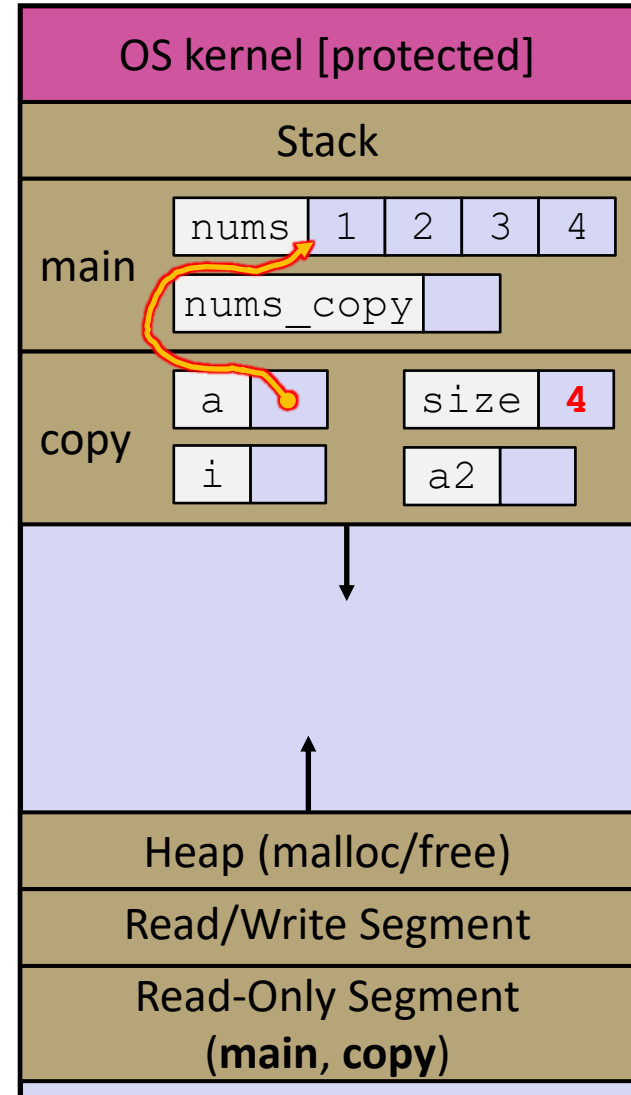 OS kernel [protected]
Stack
main
nums 1 2 3 4
nums_copy
copy
a size 4
i a2
Heap (malloc/free)
Read/Write Segment
Read-Only Segment
(main, copy)